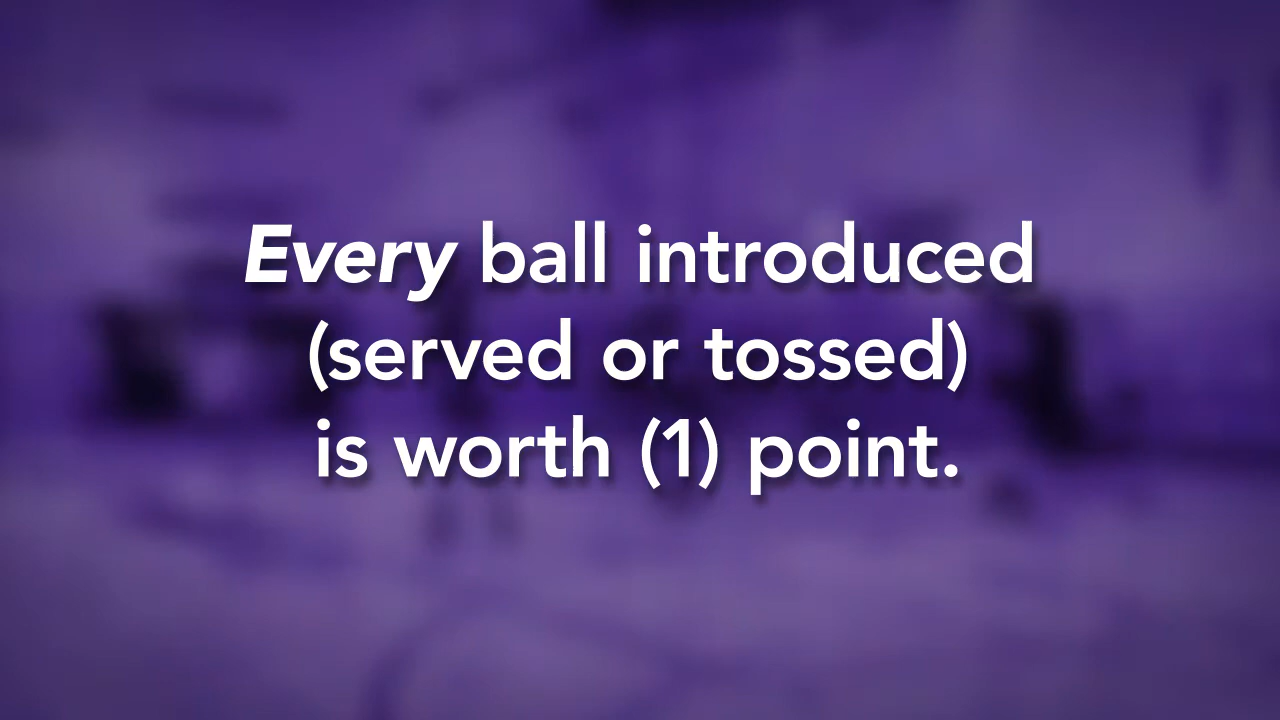 Every ball introduced
(served or tossed)
is worth (1) point.